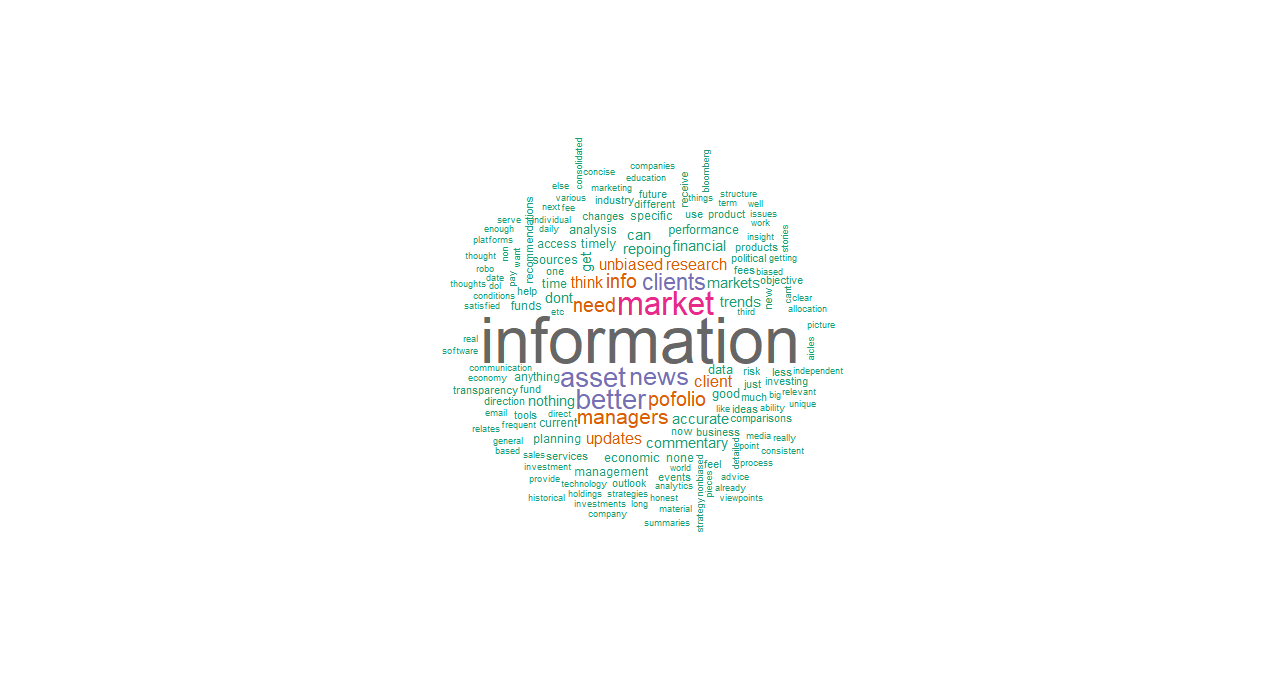 consolidated
bloomberg
companies
concise
education
receive
else
marketing
future
things
structure
various
industry
different
term
well
recommendations
next
fee
changes
specific
use
product
issues
serve
individual
work
enough
daily
analysis
can
performance
insight
stories
platforms
access
timely
repoing
financial
products
thought
non
want
sources
get
unbiased
research
political
getting
robo
one
fees
biased
date
pay
time
think
info
clients
markets
objective
thoughts
dol
help
dont
need
market
trends
new
cant
clear
conditions
satisfied
funds
etc
third
allocation
information
picture
real
software
aicles
communication
economy
anything
asset
news
client
data
risk
less
independent
just
investing
transparency
fund
direction
nothing
better
pofolio
good
much
big
relevant
unique
email
tools
direct
managers
accurate
like
ideas
ability
comparisons
relates
frequent
current
now
business
general
planning
updates
commentary
detailed
media
really
point
based
sales
services
economic
none
consistent
investment
management
world
feel
process
provide
technology
outlook
events
analytics
nonbiased
pieces
advice
already
historical
holdings
strategies
honest
viewpoints
investments
long
material
strategy
company
summaries